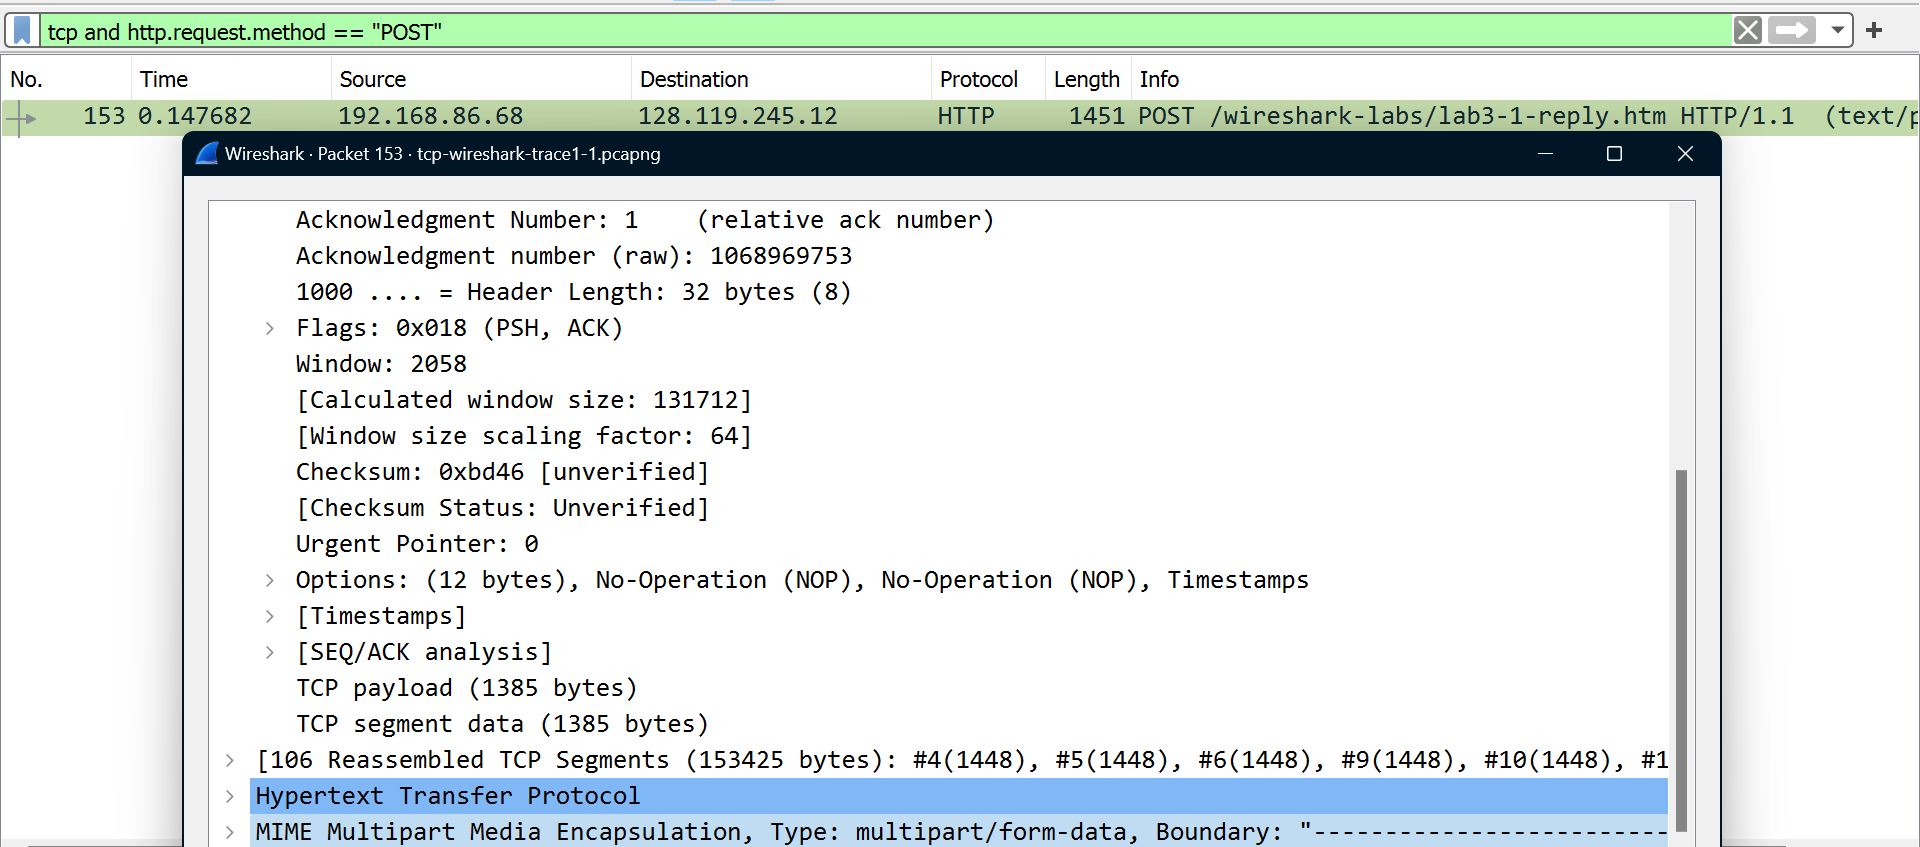 tcp and http.request.method == "POST"
No. Time Source Destination Protocol Length Info
153 0.147682 192.168.86.68 128.119.245.12 HTTP 1451 POST /wireshark-labs/lab3-1-reply.htm HTTP/1.1 (text/p
Wireshark · Packet 153 · tcp-wireshark-trace1-1.pcapng
Acknowledgment Number: 1 (relative ack number)
Acknowledgment number (raw): 1068969753
1000 .... = Header Length: 32 bytes (8)
Flags: 0x018 (PSH, ACK)
Window: 2058
[Calculated window size: 131712]
[Window size scaling factor: 64]
Checksum: 0xbd46 [unverified]
[Checksum Status: Unverified]
Urgent Pointer: 0
Options: (12 bytes), No-Operation (NOP), No-Operation (NOP), Timestamps
[Timestamps]
[SEQ/ACK analysis]
TCP payload (1385 bytes)
TCP segment data (1385 bytes)
[106 Reassembled TCP Segments (153425 bytes): #4(1448), #5(1448), #6(1448), #9(1448), #10(1448), #1
Hypertext Transfer Protocol
MIME Multipart Media Encapsulation, Type: multipart/form-data, Boundary: "-------------------------